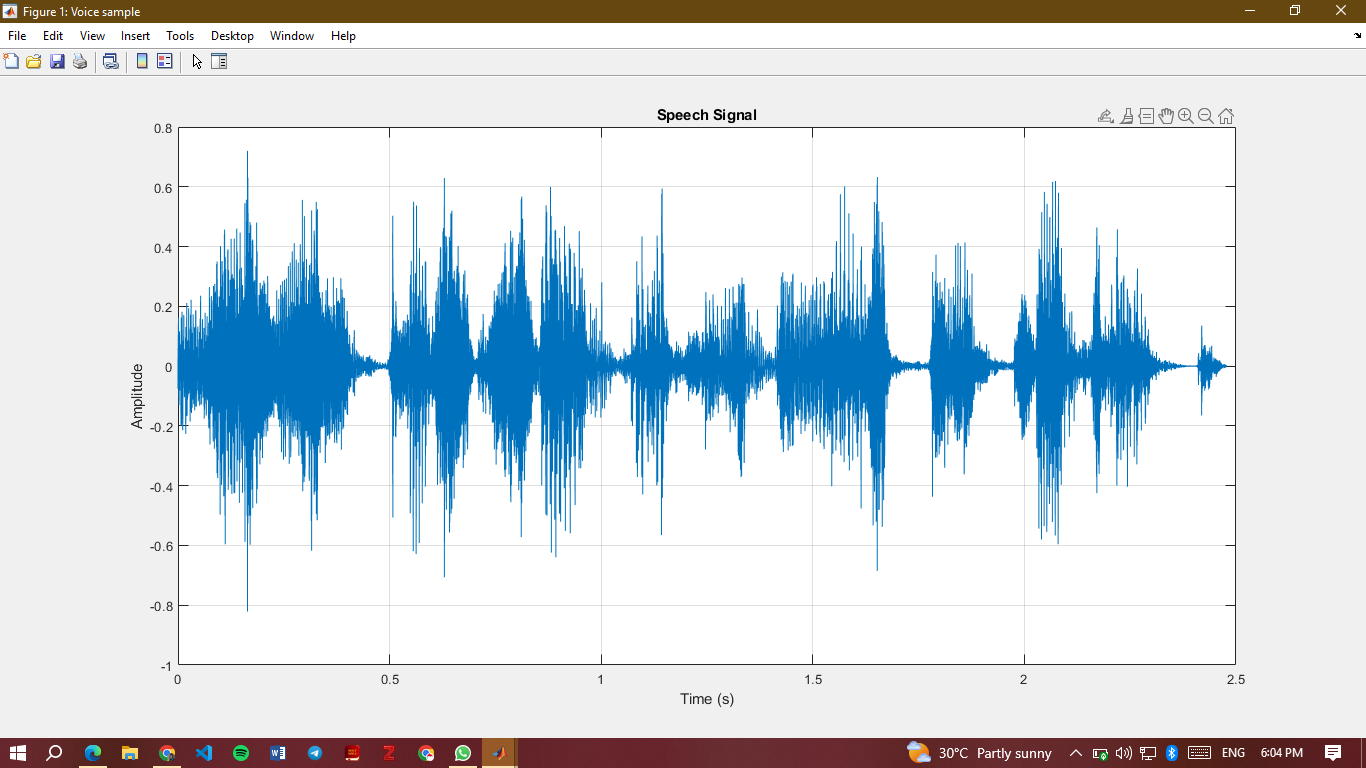 Figure 1: Voice sample
File Edit View Insert Tools Desktop Window Help
Speech Signal
0.8
0.6
0.4
0.2
0
-0.2
-0.4
-0.6
-0.8
-1
Amplitude
0 0.5 1 1.5 2 2.5
Time (s)
30°C Partly sunny ENG 6:04 PM